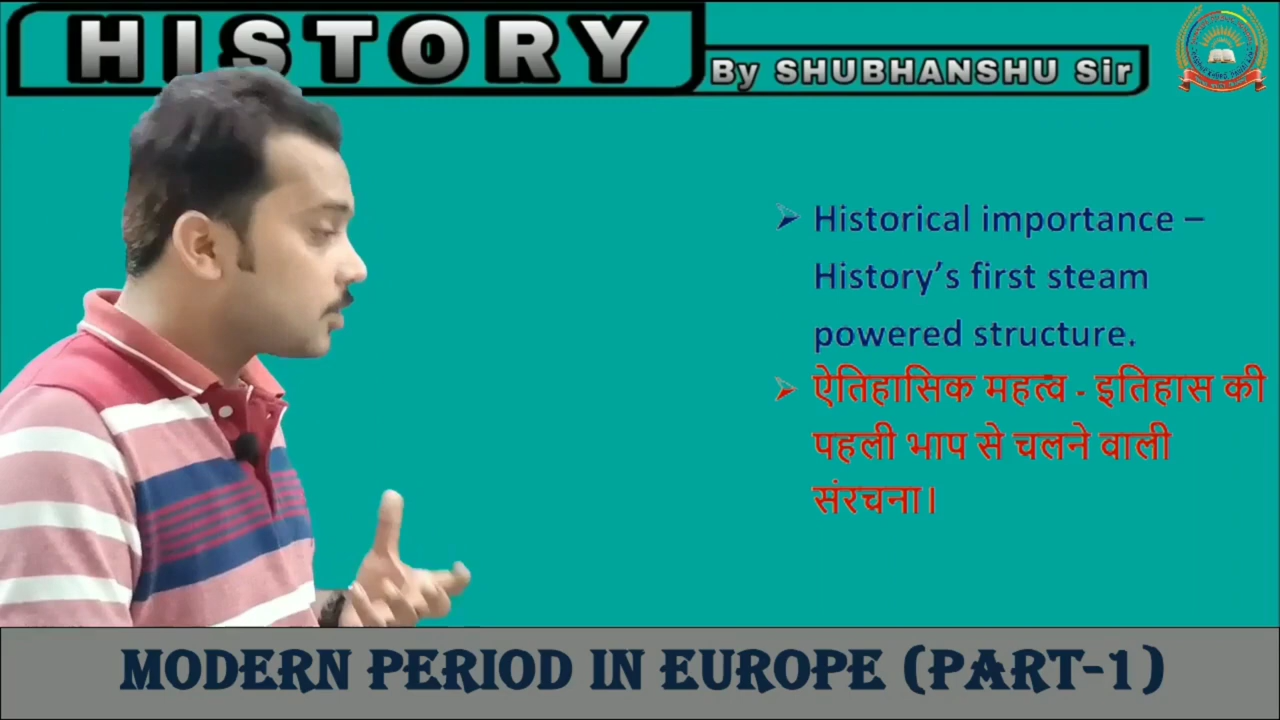 HISTORY
By SHUBHANSHU Sir
Historical importance –
History's first steam
powered structure.
ऐतिहासिक महत्व - इतिहास की
पहली भाप से चलने वाली
संरचना।
MODERN PERIOD IN EUROPE (PART-1)